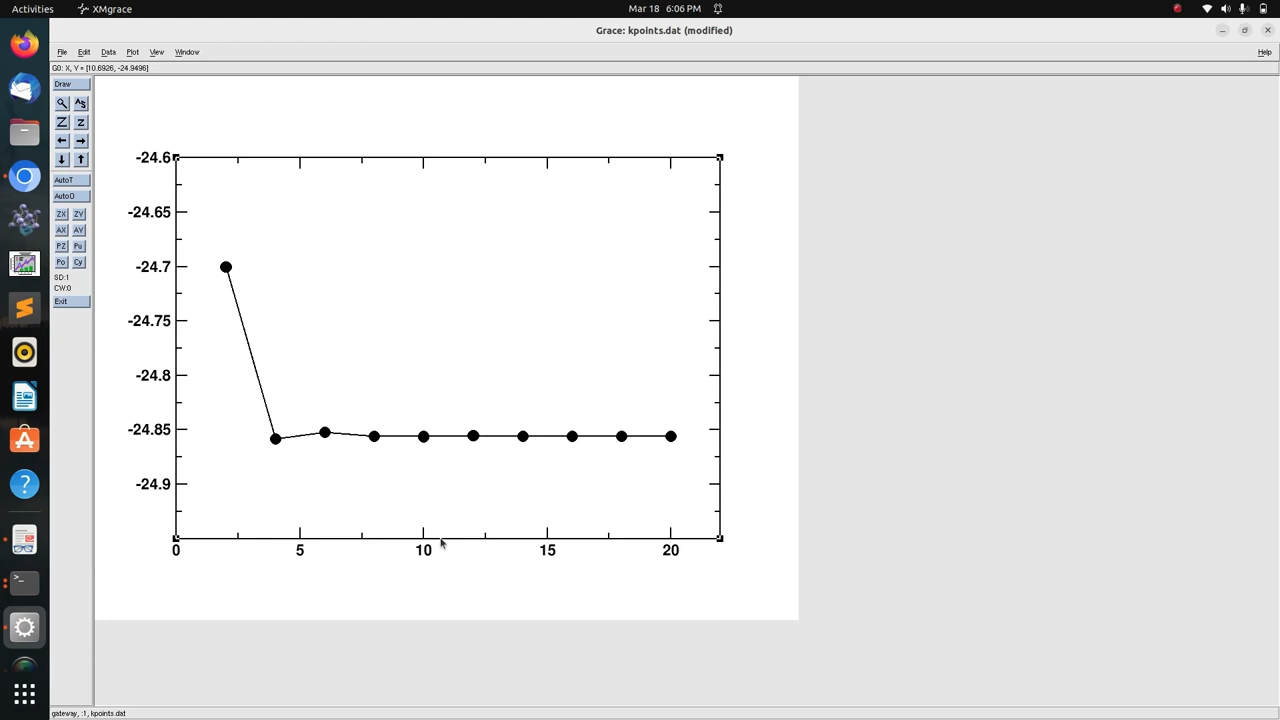 Activities XMgrace Mar 18 6:06 PM
Grace: kpoints.dat (modified)
File Edit Data Plot View Window Help
G0: X, Y = [10.6926, -24.9496]
Draw
As
Z z
AutoT
AutoO
ZX ZY
AX AY
PZ Pu
Po Cy
SD:1
CW:0
Exit
-24.6
-24.65
-24.7
-24.75
-24.8
-24.85
-24.9
0 5 10 15 20
gateway, :1, kpoints.dat